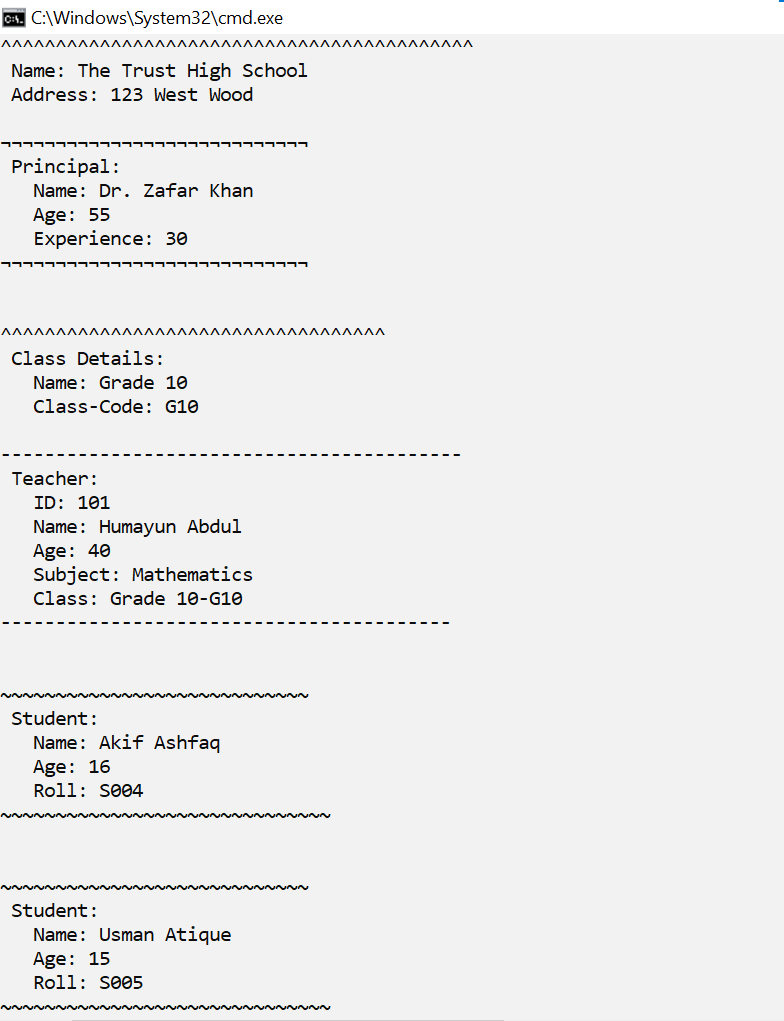 C:\Windows\System32\cmd.exe
^^^^^^^^^^^^^^^^^^^^^^^^^^^^^^^^^^^^^^^^^^^
Name: The Trust High School
Address: 123 West Wood
¬¬¬¬¬¬¬¬¬¬¬¬¬¬¬¬¬¬¬¬¬¬¬¬¬¬¬¬
Principal:
Name: Dr. Zafar Khan
Age: 55
Experience: 30
¬¬¬¬¬¬¬¬¬¬¬¬¬¬¬¬¬¬¬¬¬¬¬¬¬¬¬¬
^^^^^^^^^^^^^^^^^^^^^^^^^^^^^^^^^^^
Class Details:
Name: Grade 10
Class-Code: G10
------------------------------------------
Teacher:
ID: 101
Name: Humayun Abdul
Age: 40
Subject: Mathematics
Class: Grade 10-G10
-----------------------------------------
~~~~~~~~~~~~~~~~~~~~~~~~~~~~
Student:
Name: Akif Ashfaq
Age: 16
Roll: S004
~~~~~~~~~~~~~~~~~~~~~~~~~~~~~~
~~~~~~~~~~~~~~~~~~~~~~~~~~~~
Student:
Name: Usman Atique
Age: 15
Roll: S005
~~~~~~~~~~~~~~~~~~~~~~~~~~~~~~